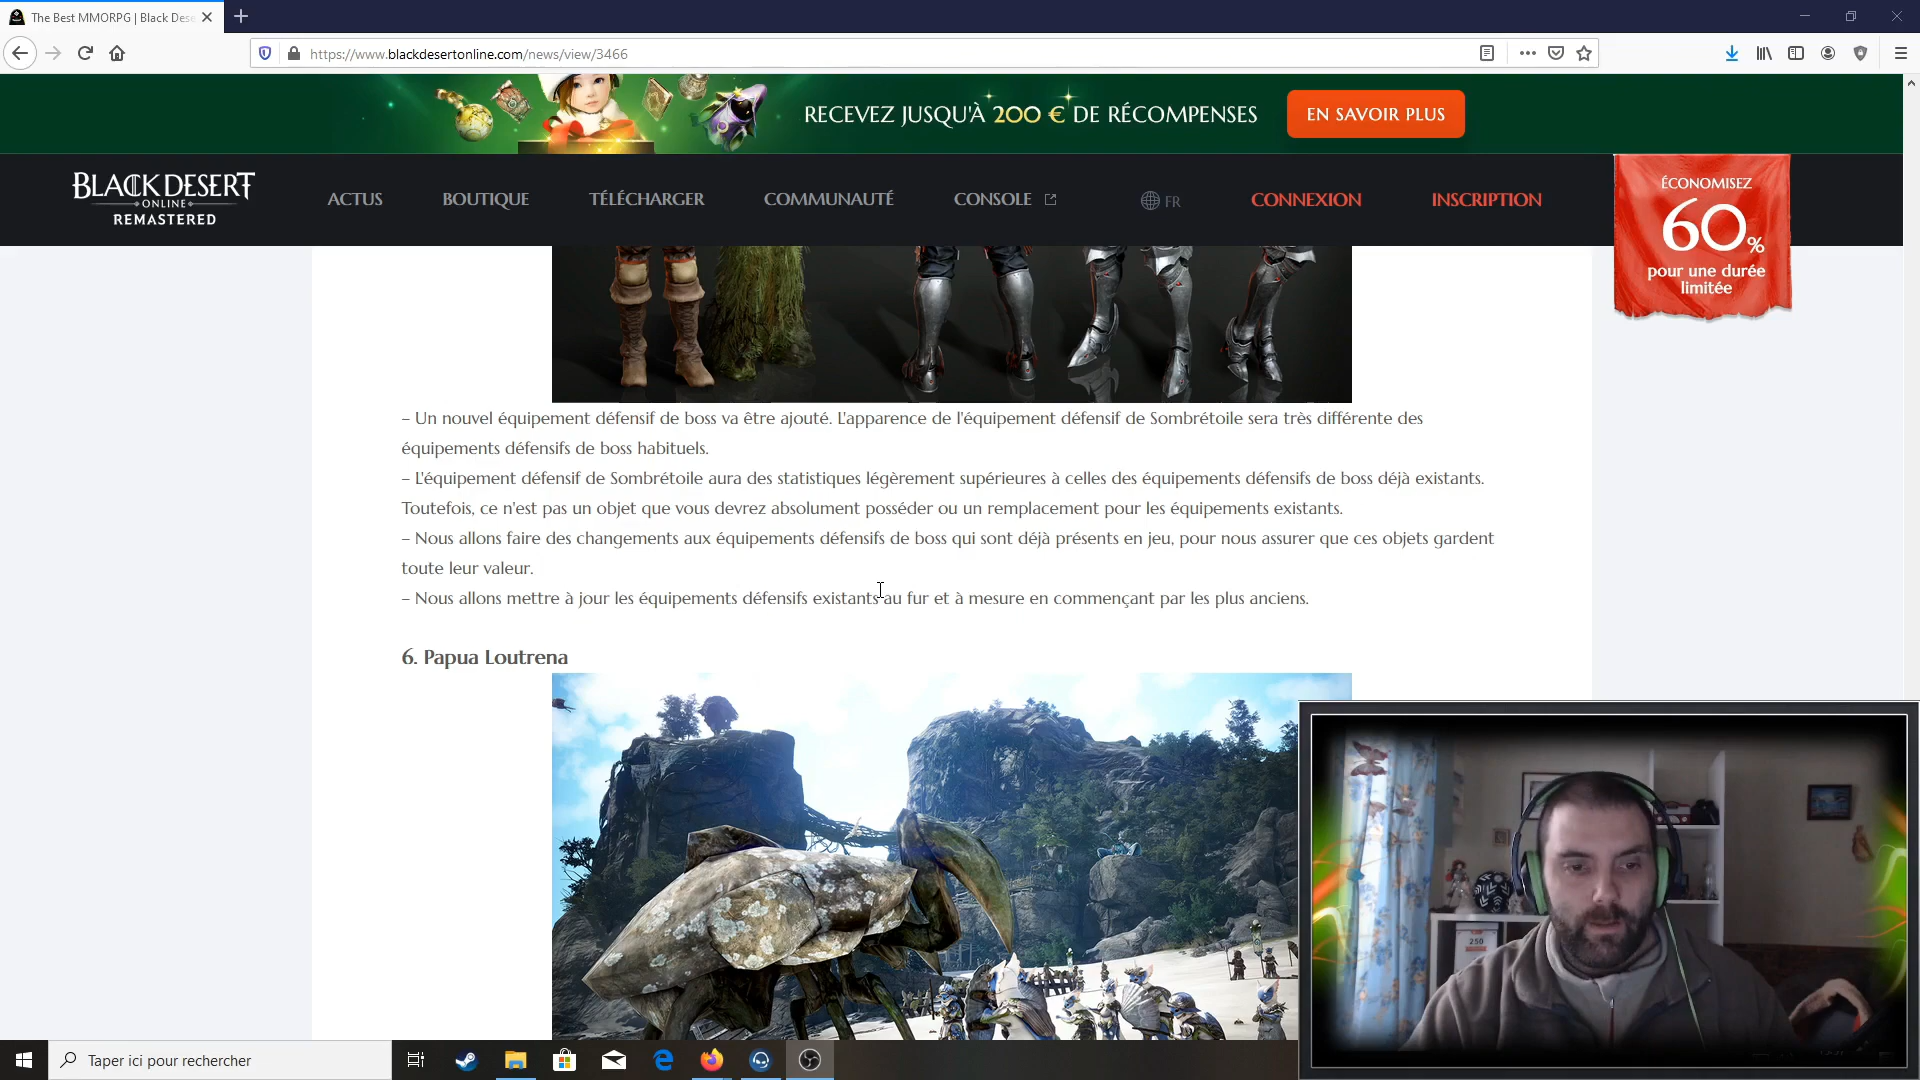 The Best MMORPG | Black Dese
https://www.blackdesertonline.com/news/view/3466
RECEVEZ JUSQU'À 200 € DE RÉCOMPENSES
EN SAVOIR PLUS
BLACK DESERT
ONLINE
REMASTERED
ACTUS
BOUTIQUE
TÉLÉCHARGER
COMMUNAUTÉ
CONSOLE
FR
CONNEXION
INSCRIPTION
ÉCONOMISEZ
60%
pour une durée
limitée
– Un nouvel équipement défensif de boss va être ajouté. L'apparence de l'équipement défensif de Sombrétoile sera très différente des
équipements défensifs de boss habituels.
– L'équipement défensif de Sombrétoile aura des statistiques légèrement supérieures à celles des équipements défensifs de boss déjà existants.
Toutefois, ce n'est pas un objet que vous devrez absolument posséder ou un remplacement pour les équipements existants.
– Nous allons faire des changements aux équipements défensifs de boss qui sont déjà présents en jeu, pour nous assurer que ces objets gardent
toute leur valeur.
– Nous allons mettre à jour les équipements défensifs existants au fur et à mesure en commençant par les plus anciens.
6. Papua Loutrena
250
Taper ici pour rechercher